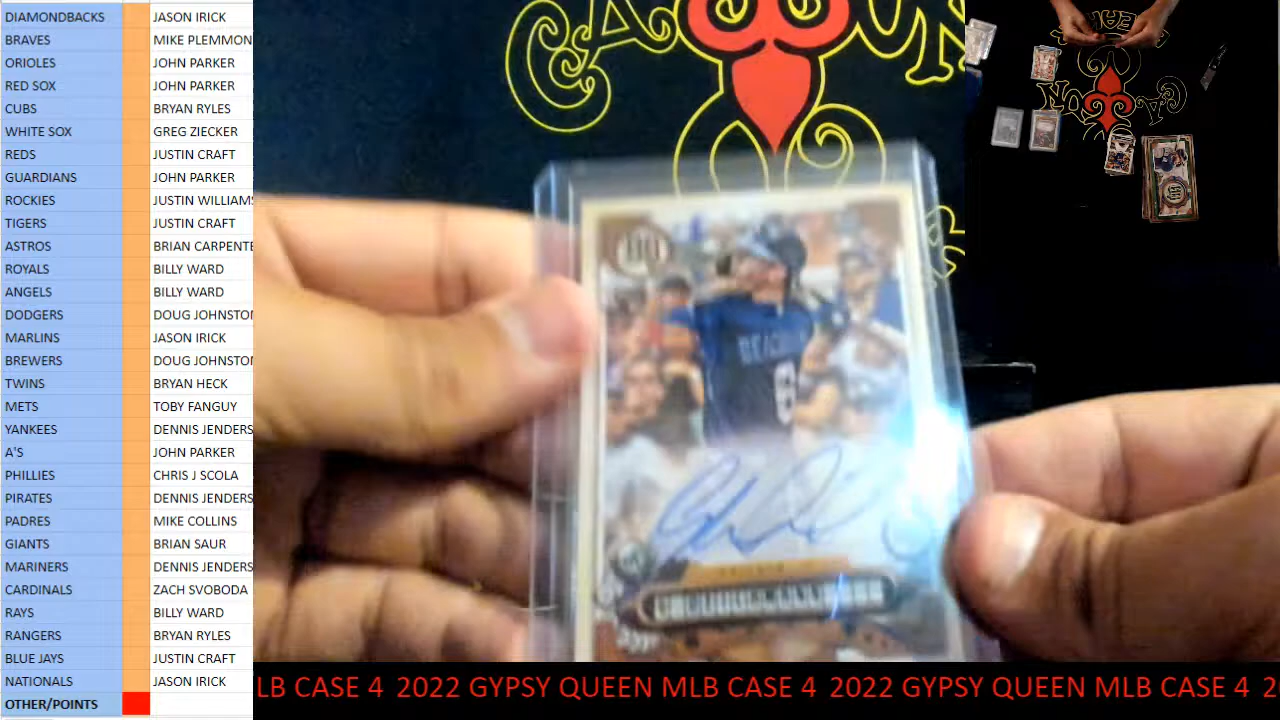 DIAMONDBACKS JASON IRICK
BRAVES MIKE PLEMMON
ORIOLES JOHN PARKER
RED SOX JOHN PARKER
CUBS BRYAN RYLES
WHITE SOX GREG ZIECKER
REDS JUSTIN CRAFT
GUARDIANS JOHN PARKER
ROCKIES JUSTIN WILLIAMS
TIGERS JUSTIN CRAFT
ASTROS BRIAN CARPENTE
ROYALS BILLY WARD
ANGELS BILLY WARD
DODGERS DOUG JOHNSTON
MARLINS JASON IRICK
BREWERS DOUG JOHNSTON
TWINS BRYAN HECK
METS TOBY FANGUY
YANKEES DENNIS JENDERS
A'S JOHN PARKER
PHILLIES CHRIS J SCOLA
PIRATES DENNIS JENDERS
PADRES MIKE COLLINS
GIANTS BRIAN SAUR
MARINERS DENNIS JENDERS
CARDINALS ZACH SVOBODA
RAYS BILLY WARD
RANGERS BRYAN RYLES
BLUE JAYS JUSTIN CRAFT
NATIONALS JASON IRICK
OTHER/POINTS
LB CASE 4 2022 GYPSY QUEEN MLB CASE 4 2022 GYPSY QUEEN MLB CASE 4 2